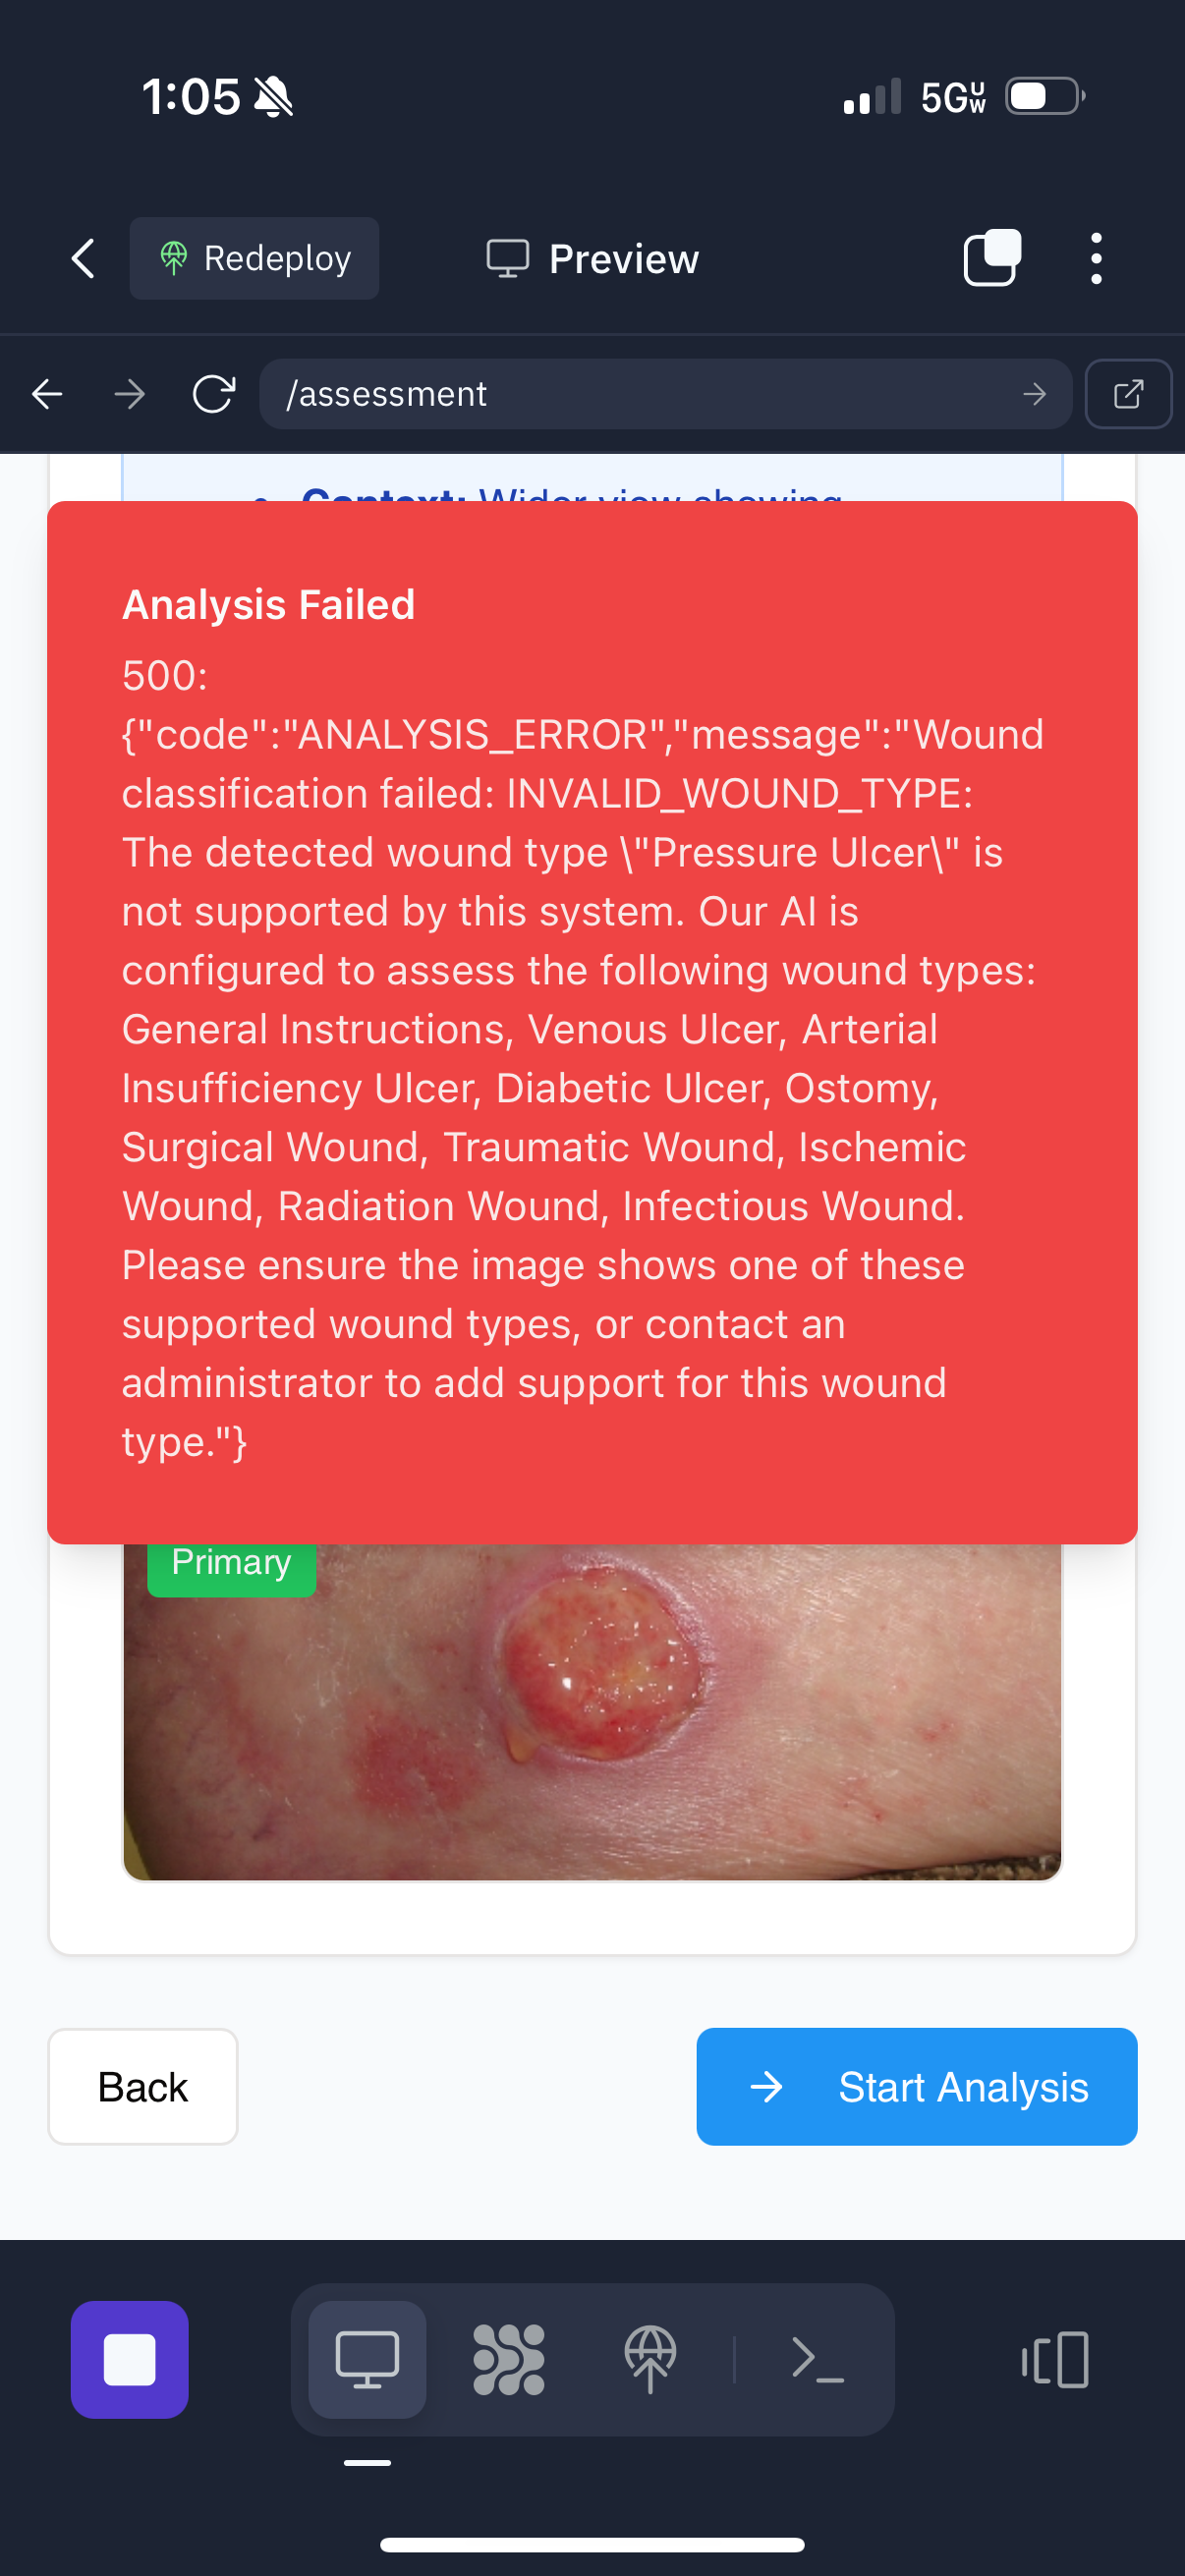 1:05
5G UW
Redeploy
Preview
/assessment
Context: Wider view showing
Analysis Failed
500:
{"code":"ANALYSIS_ERROR","message":"Wound
classification failed: INVALID_WOUND_TYPE:
The detected wound type \"Pressure Ulcer\" is
not supported by this system. Our AI is
configured to assess the following wound types:
General Instructions, Venous Ulcer, Arterial
Insufficiency Ulcer, Diabetic Ulcer, Ostomy,
Surgical Wound, Traumatic Wound, Ischemic
Wound, Radiation Wound, Infectious Wound.
Please ensure the image shows one of these
supported wound types, or contact an
administrator to add support for this wound
type."}
Primary
Back
Start Analysis